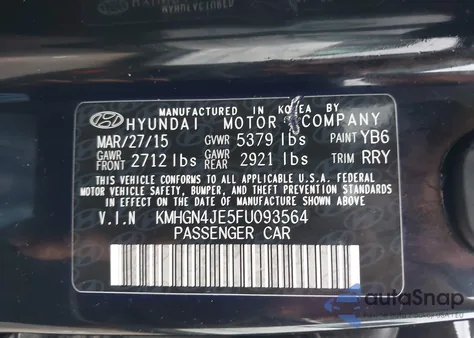 MANUFACTURED IN KOREA BY
HYUNDAI MOTOR COMPANY
MAR/27/15 GVWR 5379 lbs PAINT YB6
GAWR FRONT 2712 lbs GAWR REAR 2921 lbs TRIM RRY
THIS VEHICLE CONFORMS TO ALL APPLICABLE U.S.A. FEDERAL
MOTOR VEHICLE SAFETY, BUMPER, AND THEFT PREVENTION
STANDARDS IN EFFECT ON THE DATE OF MANUFACTURE SHOWN ABOVE.
V.I.N KMHGN4JE5FU093564
PASSENGER CAR
autoSnap